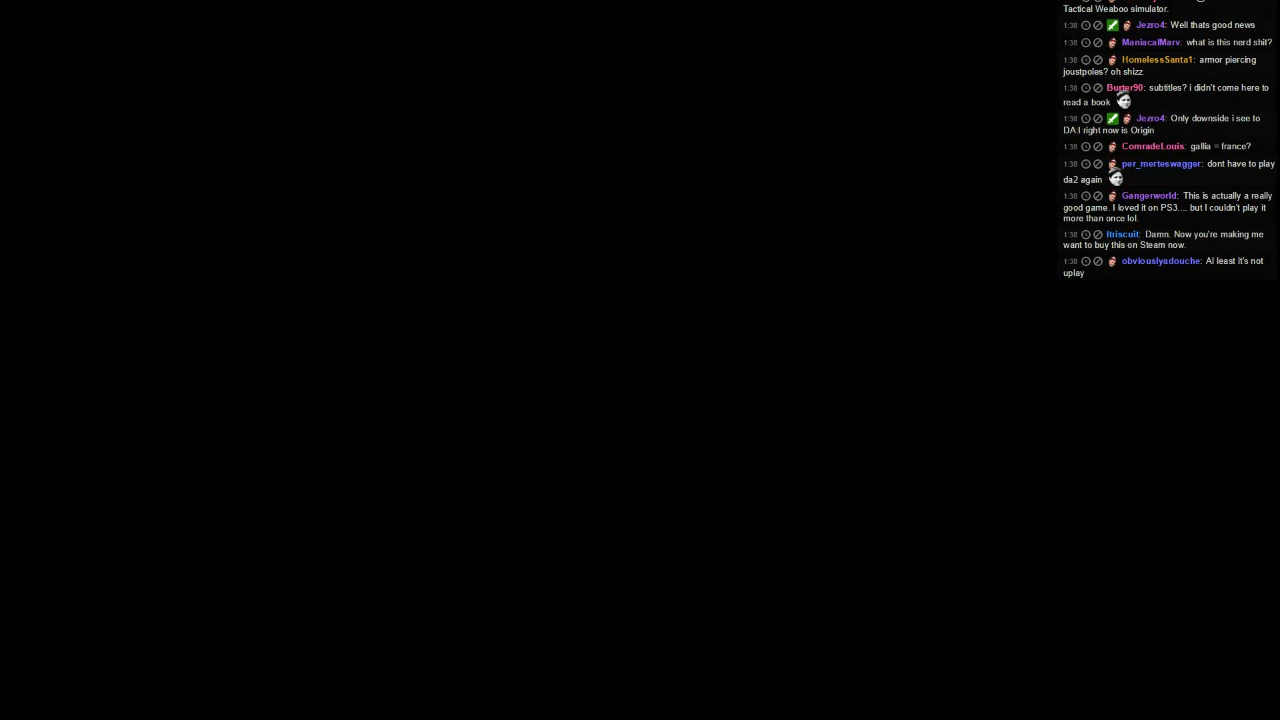 Tactical Weaboo simulator.
1:38 Jezro4: Well thats good news
1:38 ManiacalMarv: what is this nerd shit?
1:38 HomelessSanta1: armor piercing
joustpoles? oh shizz
1:38 Burter90: subtitles? i didn't come here to
read a book
1:38 Jezro4: Only downside i see to
DA:I right now is Origin
1:38 ComradeLouis: gallia = france?
1:38 per_merteswagger: dont have to play
da2 again
1:38 Gangerworld: This is actually a really
good game. I loved it on PS3.... but I couldn't play it
more than once lol.
1:38 Itriscuit: Damn. Now you're making me
want to buy this on Steam now.
1:38 obviouslyadouche: At least it's not
uplay